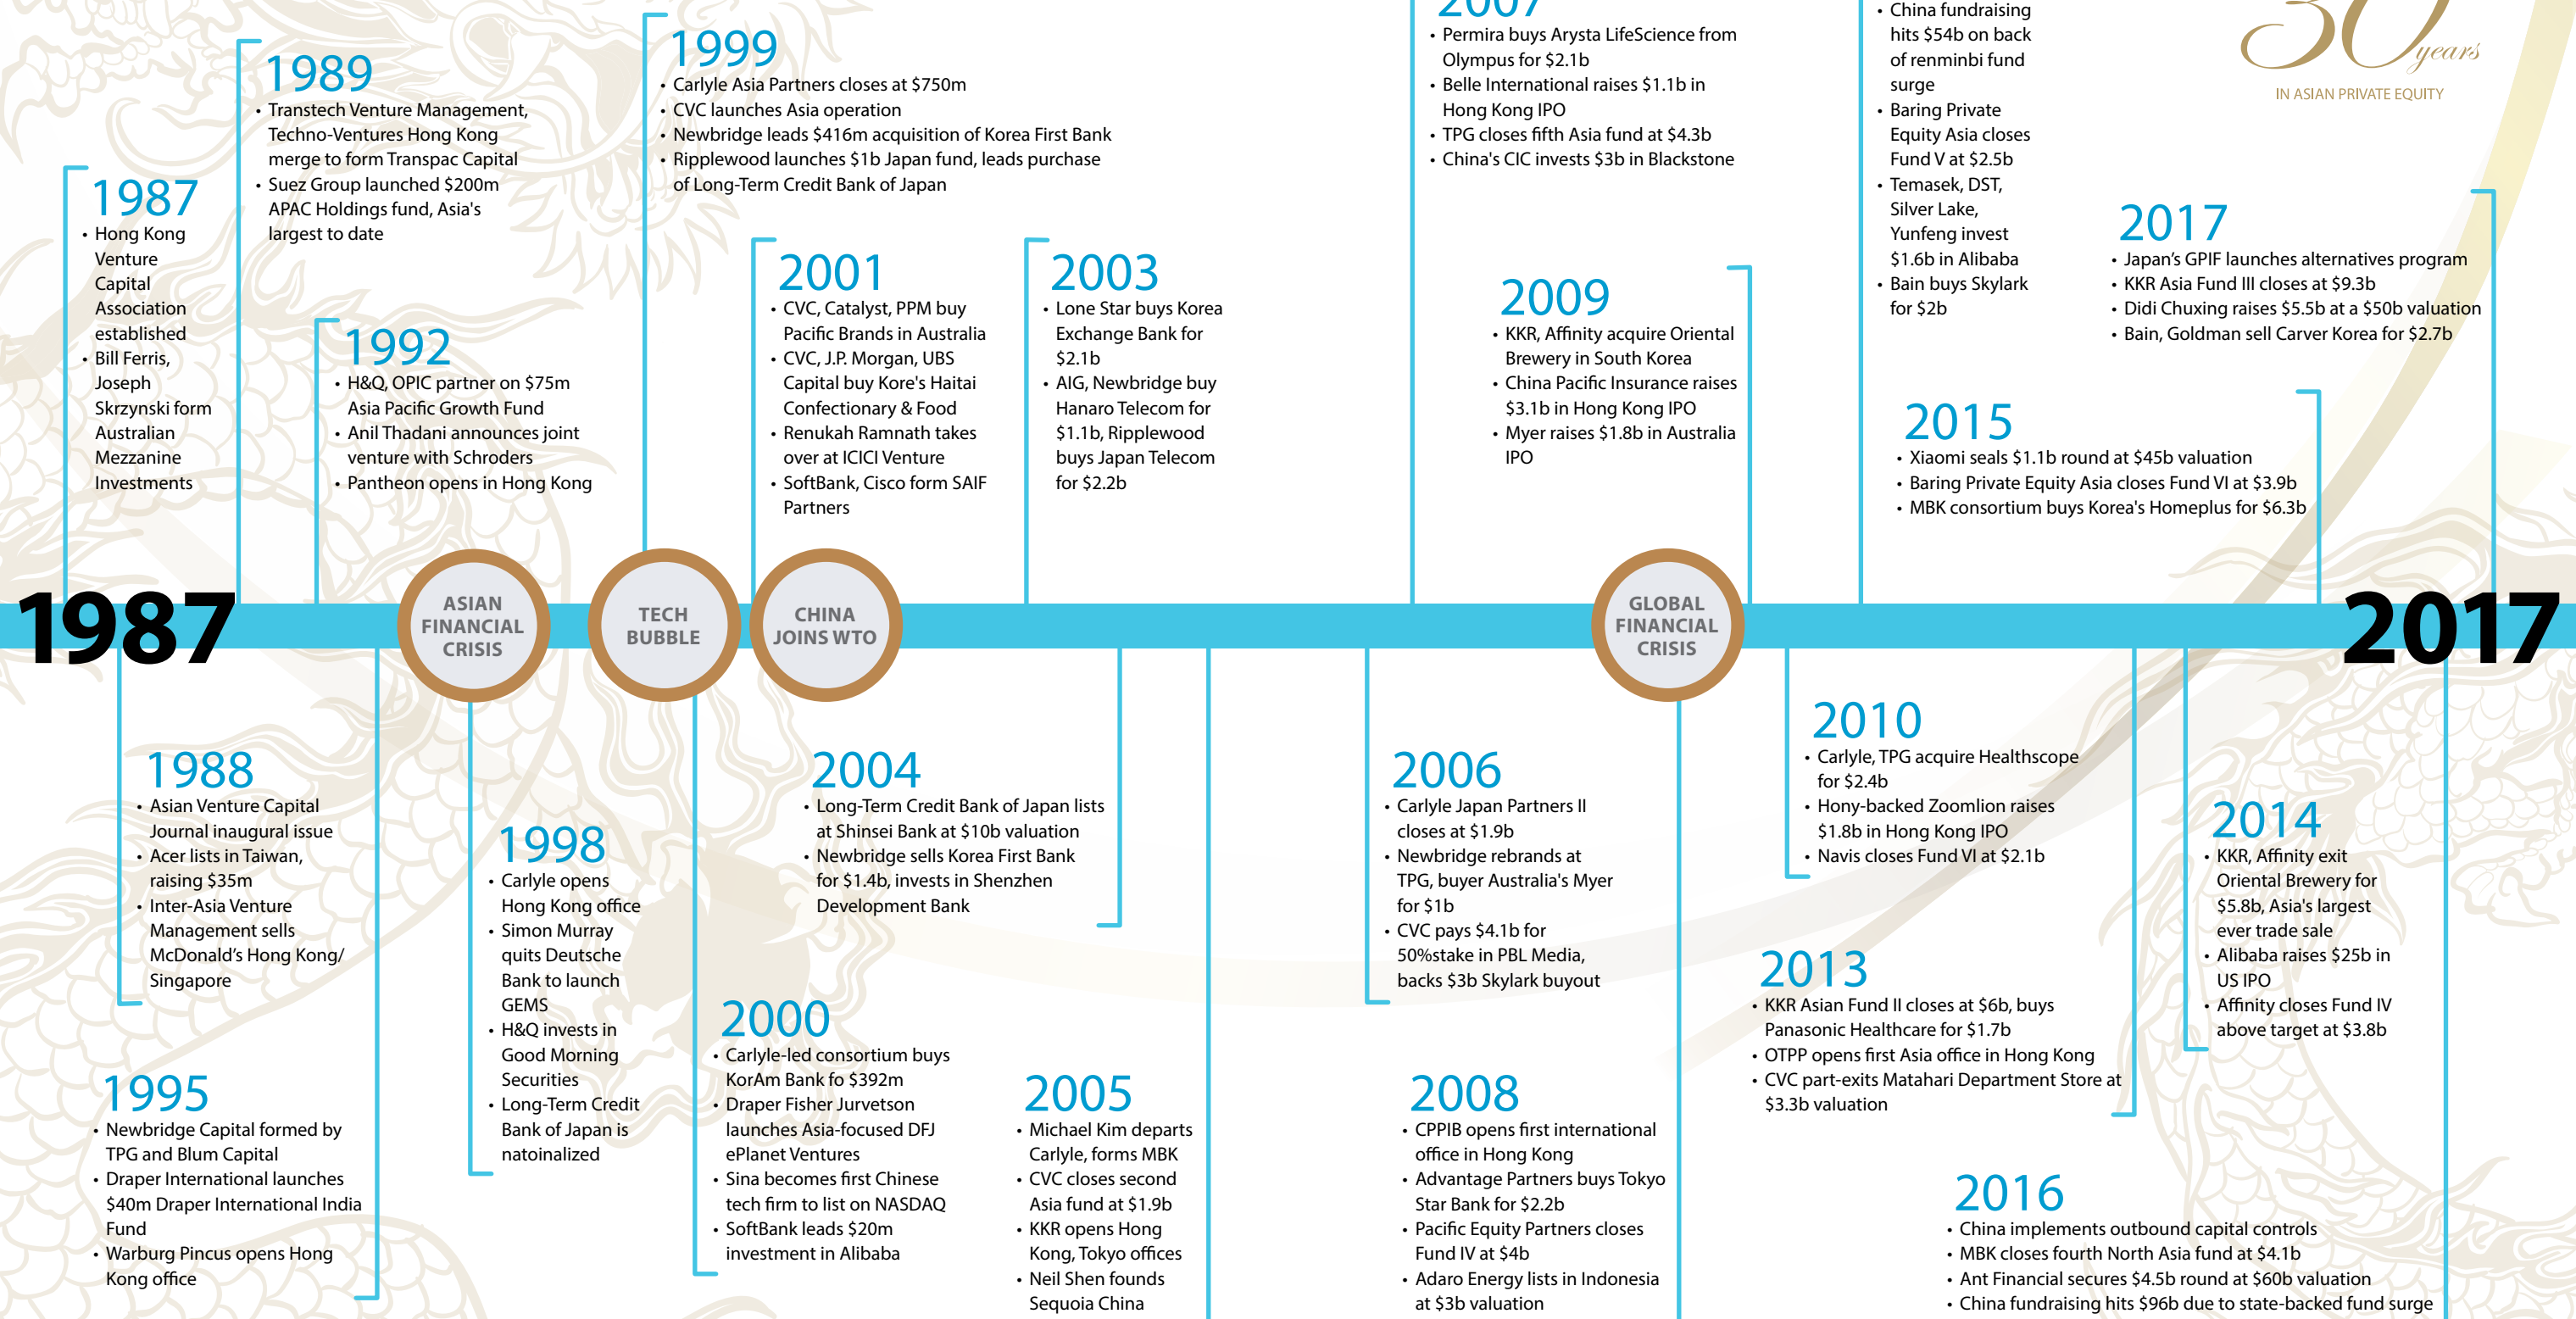 1987
• Hong Kong
Venture
Capital
Association
established
• Bill Ferris,
Joseph
Skrzynski form
Australian
Mezzanine
Investments
1989
• Transtech Venture Management,
Techno-Ventures Hong Kong
merge to form Transpac Capital
• Suez Group launched $200m
APAC Holdings fund, Asia's
largest to date
1992
• H&Q, OPIC partner on $75m
Asia Pacific Growth Fund
• Anil Thadani announces joint
venture with Schroders
• Pantheon opens in Hong Kong
1999
• Carlyle Asia Partners closes at $750m
• CVC launches Asia operation
• Newbridge leads $416m acquisition of Korea First Bank
• Ripplewood launches $1b Japan fund, leads purchase
of Long-Term Credit Bank of Japan
2001
• CVC, Catalyst, PPM buy
Pacific Brands in Australia
• CVC, J.P. Morgan, UBS
Capital buy Kore's Haitai
Confectionary & Food
• Renukah Ramnath takes
over at ICICI Venture
• SoftBank, Cisco form SAIF
Partners
2003
• Lone Star buys Korea
Exchange Bank for
$2.1b
• AIG, Newbridge buy
Hanaro Telecom for
$1.1b, Ripplewood
buys Japan Telecom
for $2.2b
2007
• Permira buys Arysta LifeScience from
Olympus for $2.1b
• Belle International raises $1.1b in
Hong Kong IPO
• TPG closes fifth Asia fund at $4.3b
• China's CIC invests $3b in Blackstone
2009
• KKR, Affinity acquire Oriental
Brewery in South Korea
• China Pacific Insurance raises
$3.1b in Hong Kong IPO
• Myer raises $1.8b in Australia
IPO
• China fundraising
hits $54b on back
of renminbi fund
surge
• Baring Private
Equity Asia closes
Fund V at $2.5b
• Temasek, DST,
Silver Lake,
Yunfeng invest
$1.6b in Alibaba
• Bain buys Skylark
for $2b
30 years
IN ASIAN PRIVATE EQUITY
2017
• Japan’s GPIF launches alternatives program
• KKR Asia Fund III closes at $9.3b
• Didi Chuxing raises $5.5b at a $50b valuation
• Bain, Goldman sell Carver Korea for $2.7b
2015
• Xiaomi seals $1.1b round at $45b valuation
• Baring Private Equity Asia closes Fund VI at $3.9b
• MBK consortium buys Korea's Homeplus for $6.3b
1987
ASIAN
FINANCIAL
CRISIS
TECH
BUBBLE
CHINA
JOINS WTO
GLOBAL
FINANCIAL
CRISIS
2017
1988
• Asian Venture Capital
Journal inaugural issue
• Acer lists in Taiwan,
raising $35m
• Inter-Asia Venture
Management sells
McDonald’s Hong Kong/
Singapore
1995
• Newbridge Capital formed by
TPG and Blum Capital
• Draper International launches
$40m Draper International India
Fund
• Warburg Pincus opens Hong
Kong office
1998
• Carlyle opens
Hong Kong office
• Simon Murray
quits Deutsche
Bank to launch
GEMS
• H&Q invests in
Good Morning
Securities
• Long-Term Credit
Bank of Japan is
natoinalized
2004
• Long-Term Credit Bank of Japan lists
at Shinsei Bank at $10b valuation
• Newbridge sells Korea First Bank
for $1.4b, invests in Shenzhen
Development Bank
2000
• Carlyle-led consortium buys
KorAm Bank fo $392m
• Draper Fisher Jurvetson
launches Asia-focused DFJ
ePlanet Ventures
• Sina becomes first Chinese
tech firm to list on NASDAQ
• SoftBank leads $20m
investment in Alibaba
2005
• Michael Kim departs
Carlyle, forms MBK
• CVC closes second
Asia fund at $1.9b
• KKR opens Hong
Kong, Tokyo offices
• Neil Shen founds
Sequoia China
2006
• Carlyle Japan Partners II
closes at $1.9b
• Newbridge rebrands at
TPG, buyer Australia's Myer
for $1b
• CVC pays $4.1b for
50%stake in PBL Media,
backs $3b Skylark buyout
2008
• CPPIB opens first international
office in Hong Kong
• Advantage Partners buys Tokyo
Star Bank for $2.2b
• Pacific Equity Partners closes
Fund IV at $4b
• Adaro Energy lists in Indonesia
at $3b valuation
2010
• Carlyle, TPG acquire Healthscope
for $2.4b
• Hony-backed Zoomlion raises
$1.8b in Hong Kong IPO
• Navis closes Fund VI at $2.1b
2013
• KKR Asian Fund II closes at $6b, buys
Panasonic Healthcare for $1.7b
• OTPP opens first Asia office in Hong Kong
• CVC part-exits Matahari Department Store at
$3.3b valuation
2014
• KKR, Affinity exit
Oriental Brewery for
$5.8b, Asia's largest
ever trade sale
• Alibaba raises $25b in
US IPO
• Affinity closes Fund IV
above target at $3.8b
2016
• China implements outbound capital controls
• MBK closes fourth North Asia fund at $4.1b
• Ant Financial secures $4.5b round at $60b valuation
• China fundraising hits $96b due to state-backed fund surge